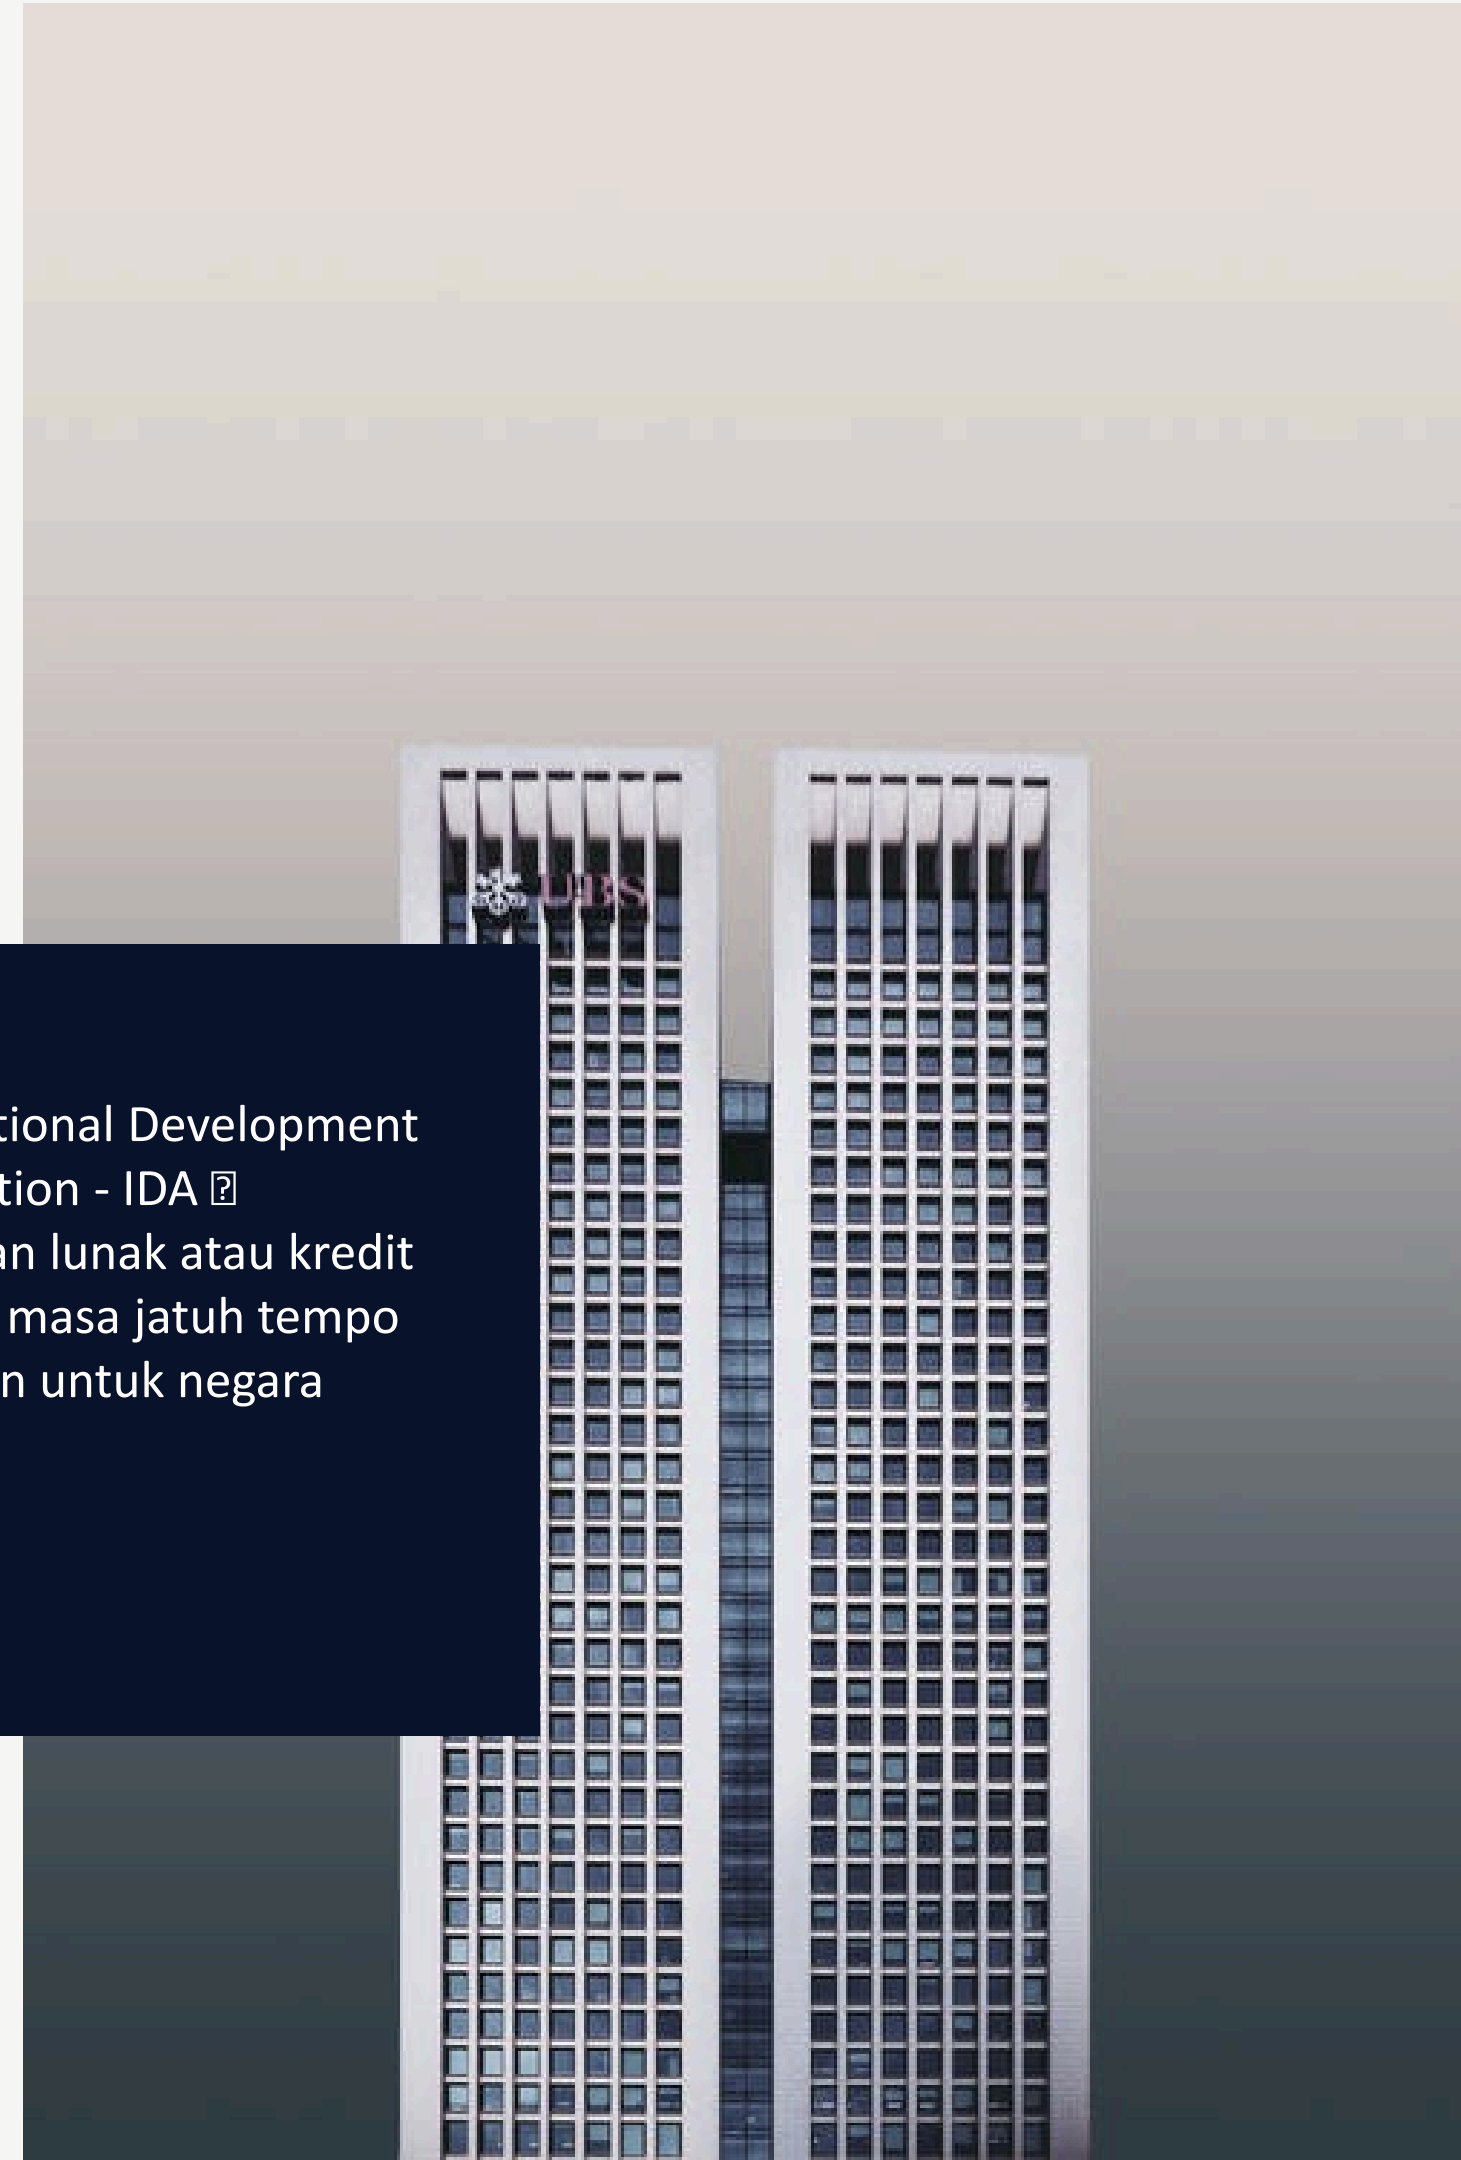 UBS
tional Development
tion - IDA
an lunak atau kredit
masa jatuh tempo
n untuk negara